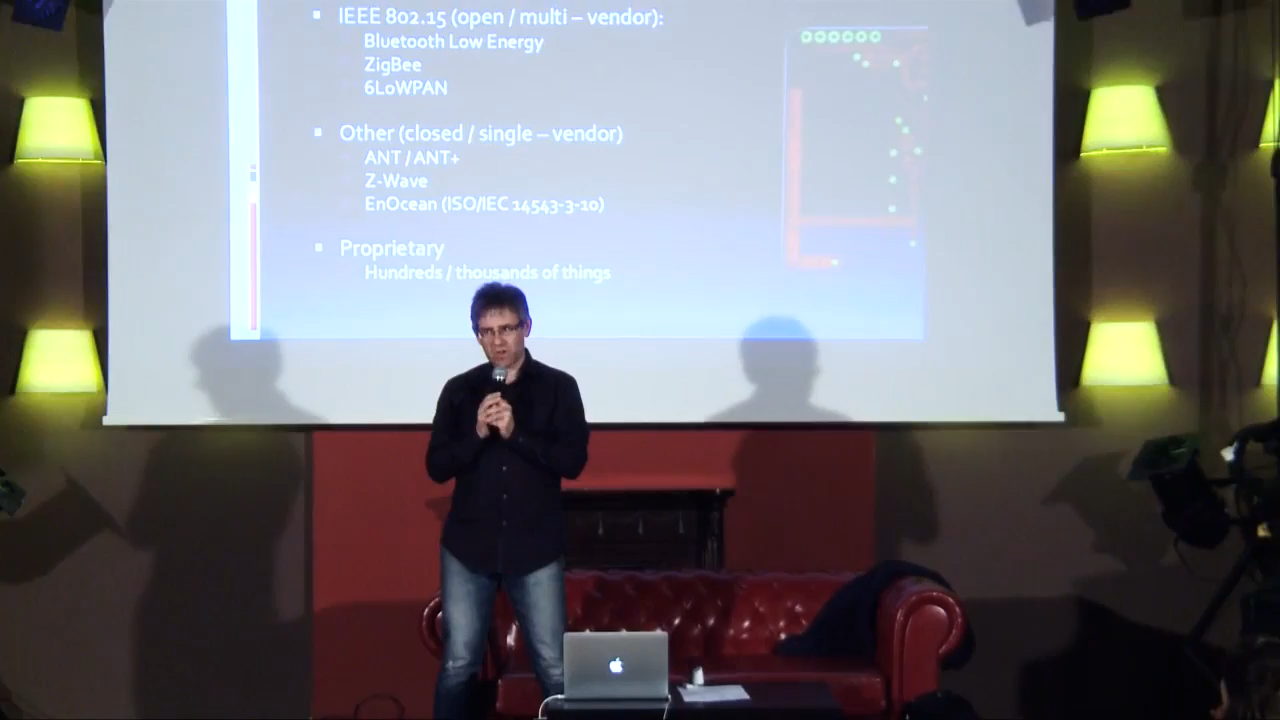 IEEE 802.15 (open / multi – vendor):
Bluetooth Low Energy
ZigBee
6LoWPAN
Other (closed / single – vendor)
ANT / ANT+
Z-Wave
EnOcean (ISO/IEC 14543-3-10)
Proprietary
Hundreds / thousands of things